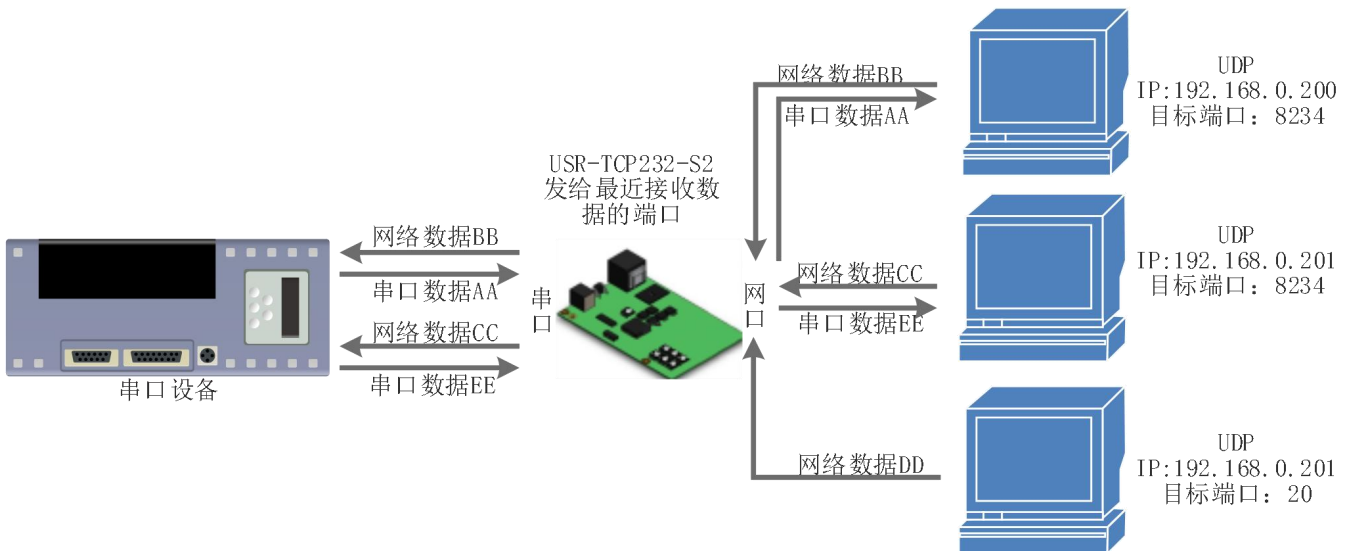 网络数据BB
串口数据AA
UDP
IP:192.168.0.200
目标端口：8234
USR-TCP232-S2
发给最近接收数
据的端口
网络数据BB
串口数据AA
网络数据CC
串口数据EE
串口设备
串口
网口
网络数据CC
串口数据EE
UDP
IP:192.168.0.201
目标端口：8234
网络数据DD
UDP
IP:192.168.0.201
目标端口：20